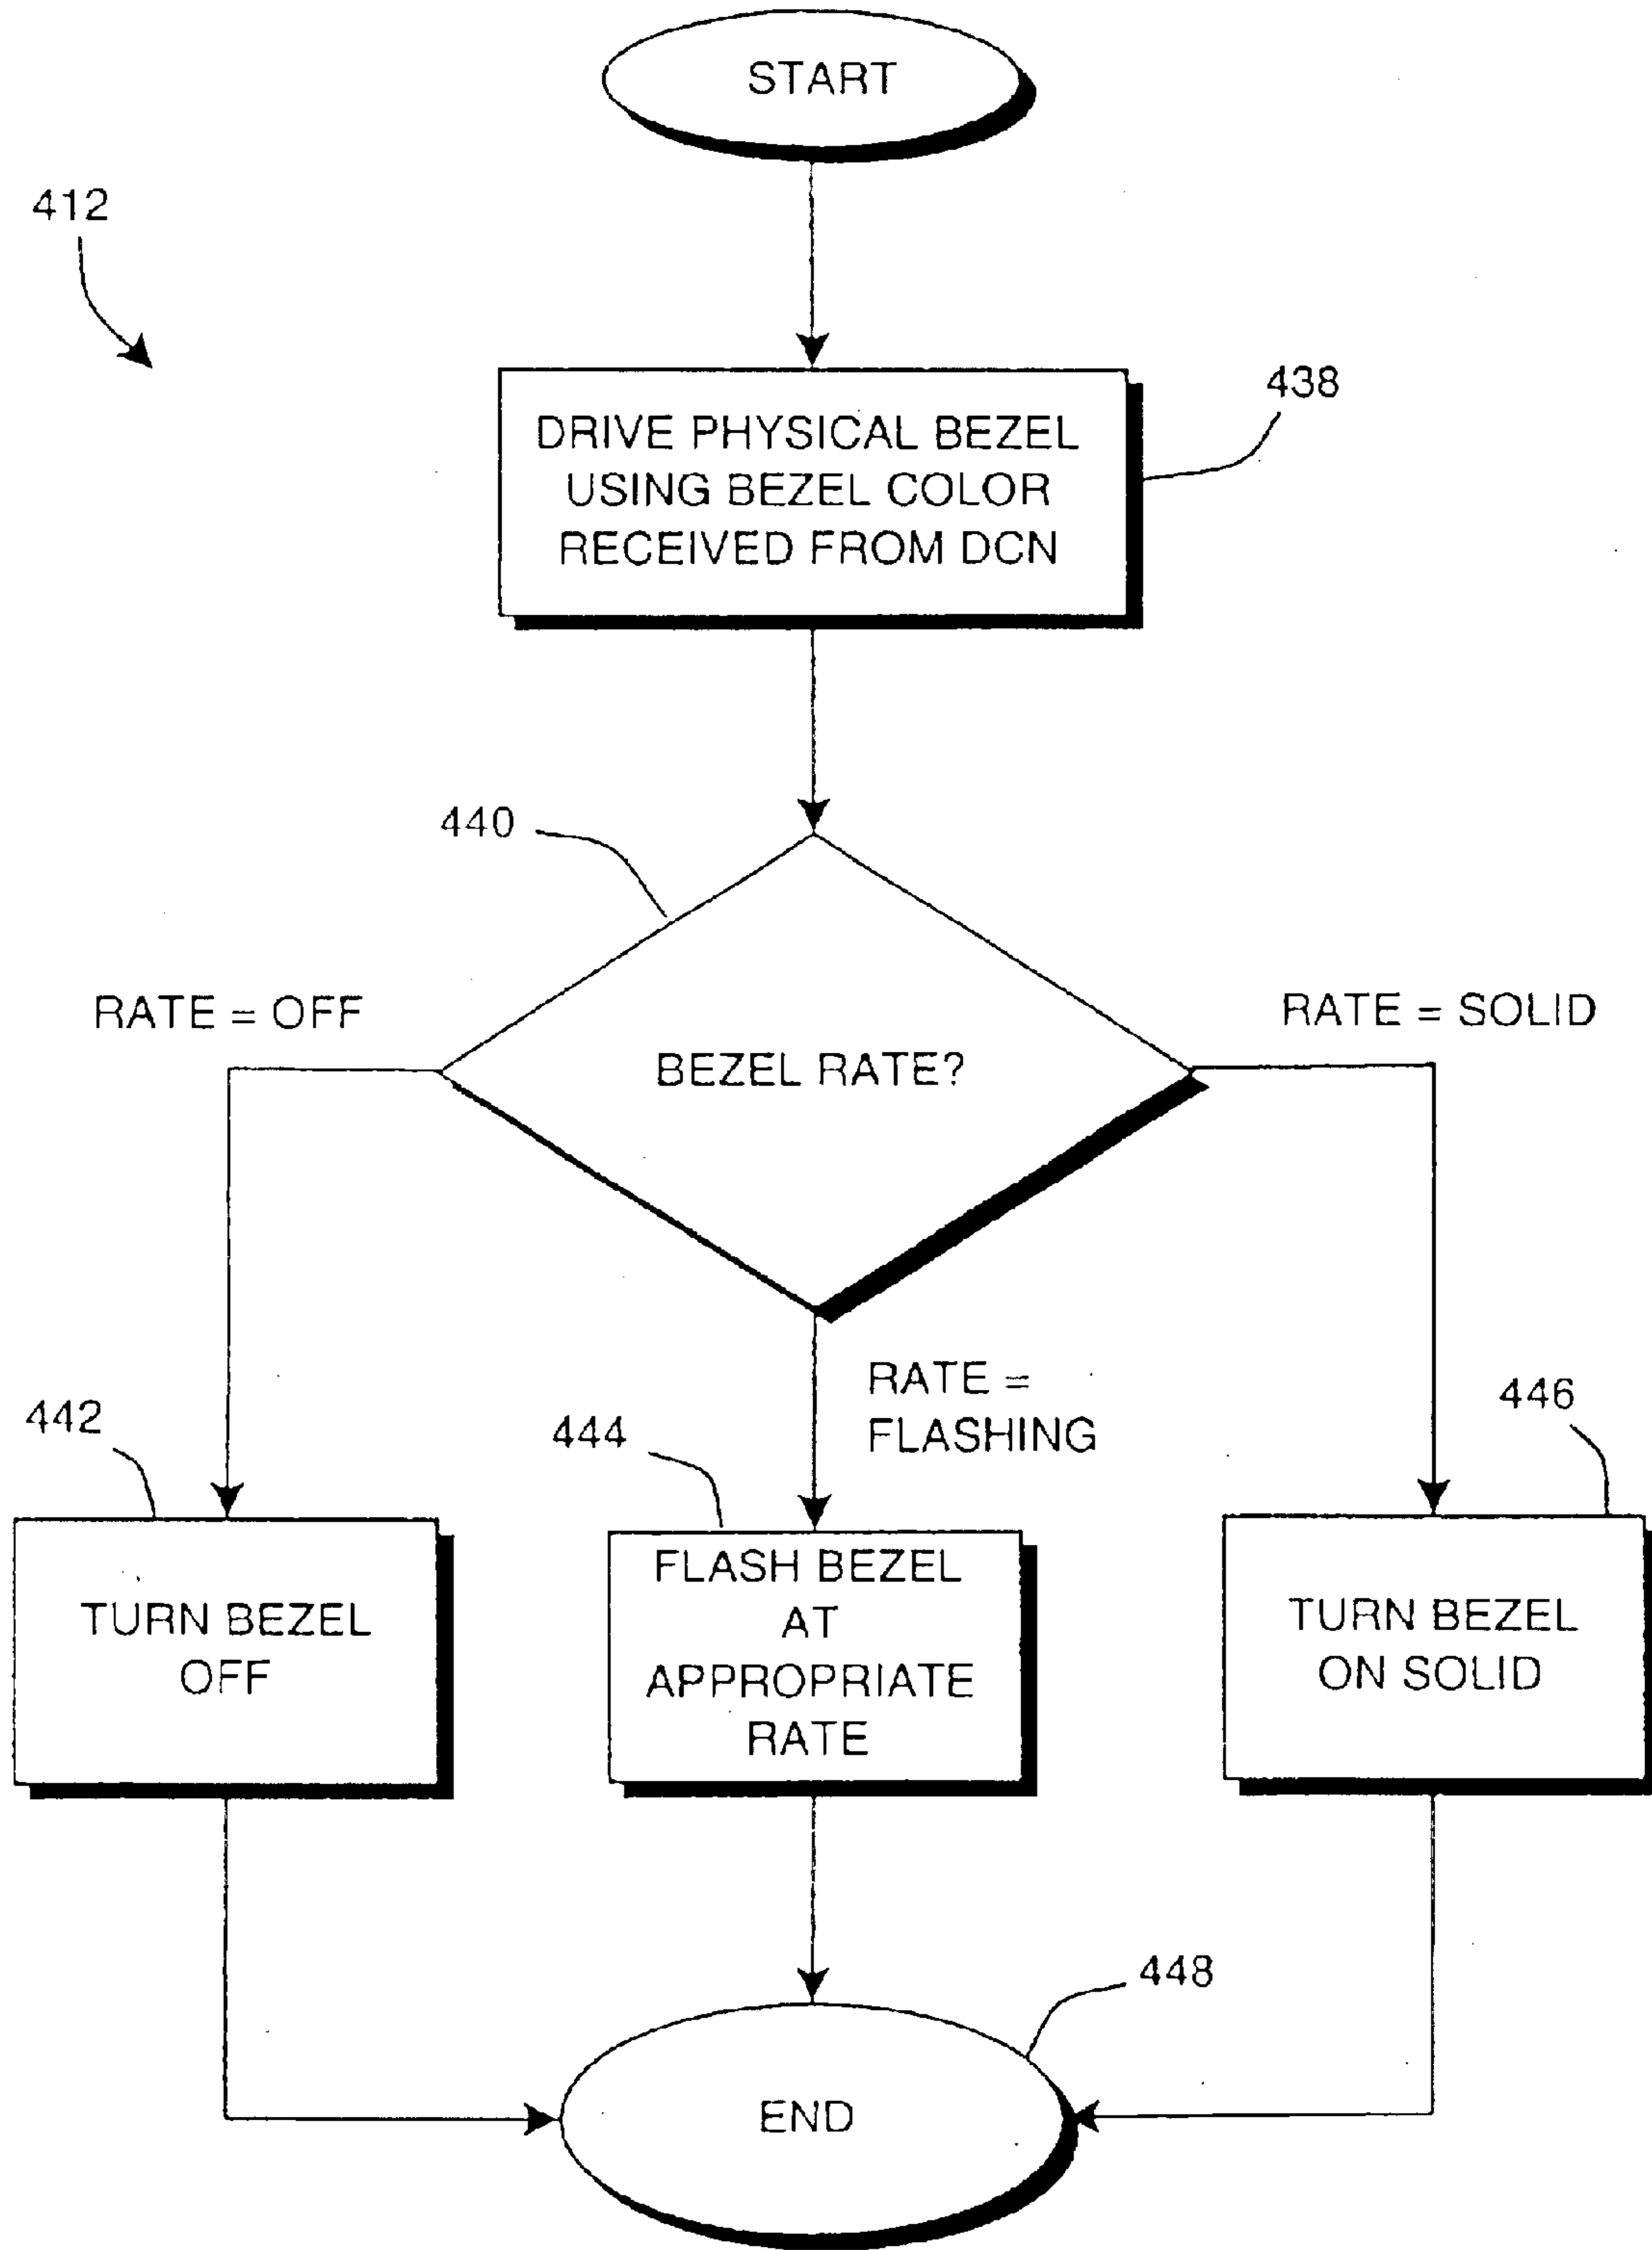 START
412
438
DRIVE PHYSICAL BEZEL
USING BEZEL COLOR
RECEIVED FROM DCN
440
RATE = OFF
RATE = SOLID
BEZEL RATE?
RATE =
FLASHING
442
444
446
TURN BEZEL
OFF
FLASH BEZEL
AT
APPROPRIATE
RATE
TURN BEZEL
ON SOLID
448
END